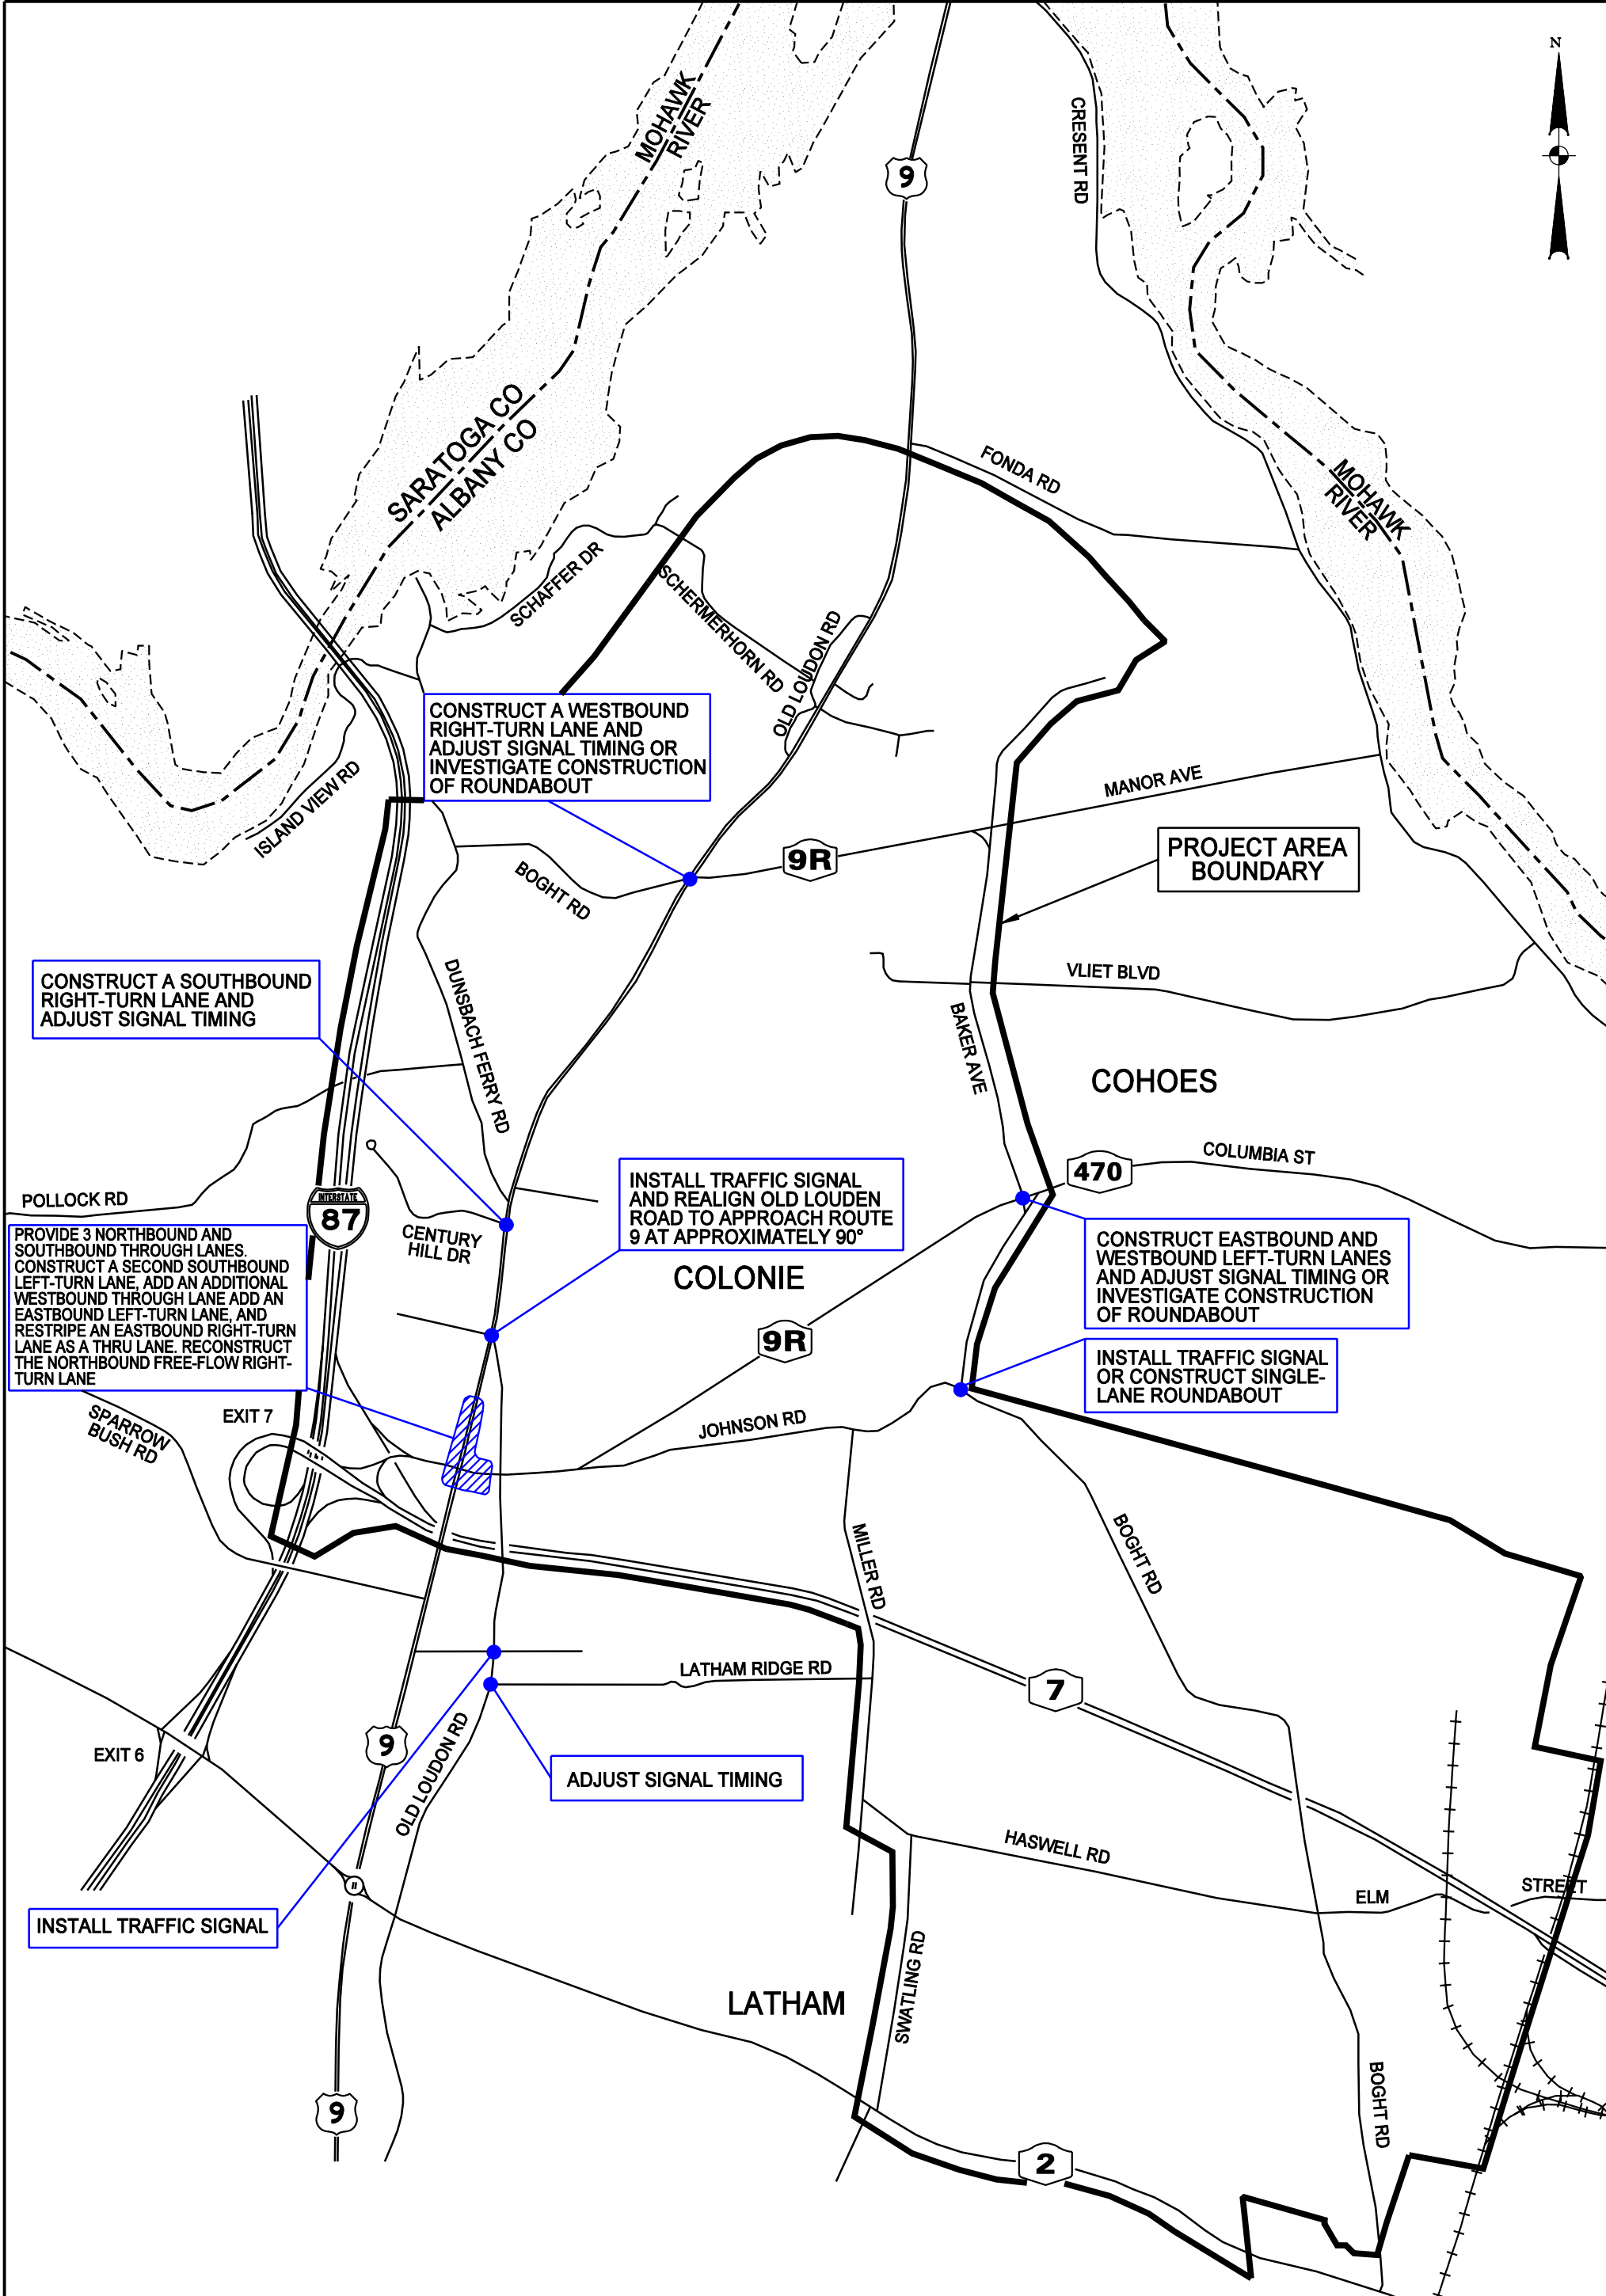 N
MOHAWK
RIVER
9
CRESENT RD
SARATOGA CO
ALBANY CO
FONDA RD
MOHAWK
RIVER
SCHAFFER DR
SCHERMERHORN RD
OLD LOUDON RD
CONSTRUCT A WESTBOUND
RIGHT-TURN LANE AND
ADJUST SIGNAL TIMING OR
INVESTIGATE CONSTRUCTION
OF ROUNDABOUT
ISLAND VIEW RD
MANOR AVE
9R
PROJECT AREA
BOUNDARY
BOGHT RD
CONSTRUCT A SOUTHBOUND
RIGHT-TURN LANE AND
ADJUST SIGNAL TIMING
DUNSBACH FERRY RD
VLIET BLVD
BAKER AVE
COHOES
COLUMBIA ST
470
POLLOCK RD
INTERSTATE
87
CENTURY
HILL DR
INSTALL TRAFFIC SIGNAL
AND REALIGN OLD LOUDEN
ROAD TO APPROACH ROUTE
9 AT APPROXIMATELY 90°
COLONIE
PROVIDE 3 NORTHBOUND AND
SOUTHBOUND THROUGH LANES.
CONSTRUCT A SECOND SOUTHBOUND
LEFT-TURN LANE, ADD AN ADDITIONAL
WESTBOUND THROUGH LANE ADD AN
EASTBOUND LEFT-TURN LANE, AND
RESTRIPE AN EASTBOUND RIGHT-TURN
LANE AS A THRU LANE. RECONSTRUCT
THE NORTHBOUND FREE-FLOW RIGHT-
TURN LANE
CONSTRUCT EASTBOUND AND
WESTBOUND LEFT-TURN LANES
AND ADJUST SIGNAL TIMING OR
INVESTIGATE CONSTRUCTION
OF ROUNDABOUT
9R
INSTALL TRAFFIC SIGNAL
OR CONSTRUCT SINGLE-
LANE ROUNDABOUT
SPARROW
BUSH RD
EXIT 7
JOHNSON RD
MILLER RD
BOGHT RD
LATHAM RIDGE RD
7
9
EXIT 6
OLD LOUDON RD
ADJUST SIGNAL TIMING
HASWELL RD
ELM
STREET
INSTALL TRAFFIC SIGNAL
SWATLING RD
LATHAM
9
BOGHT RD
2